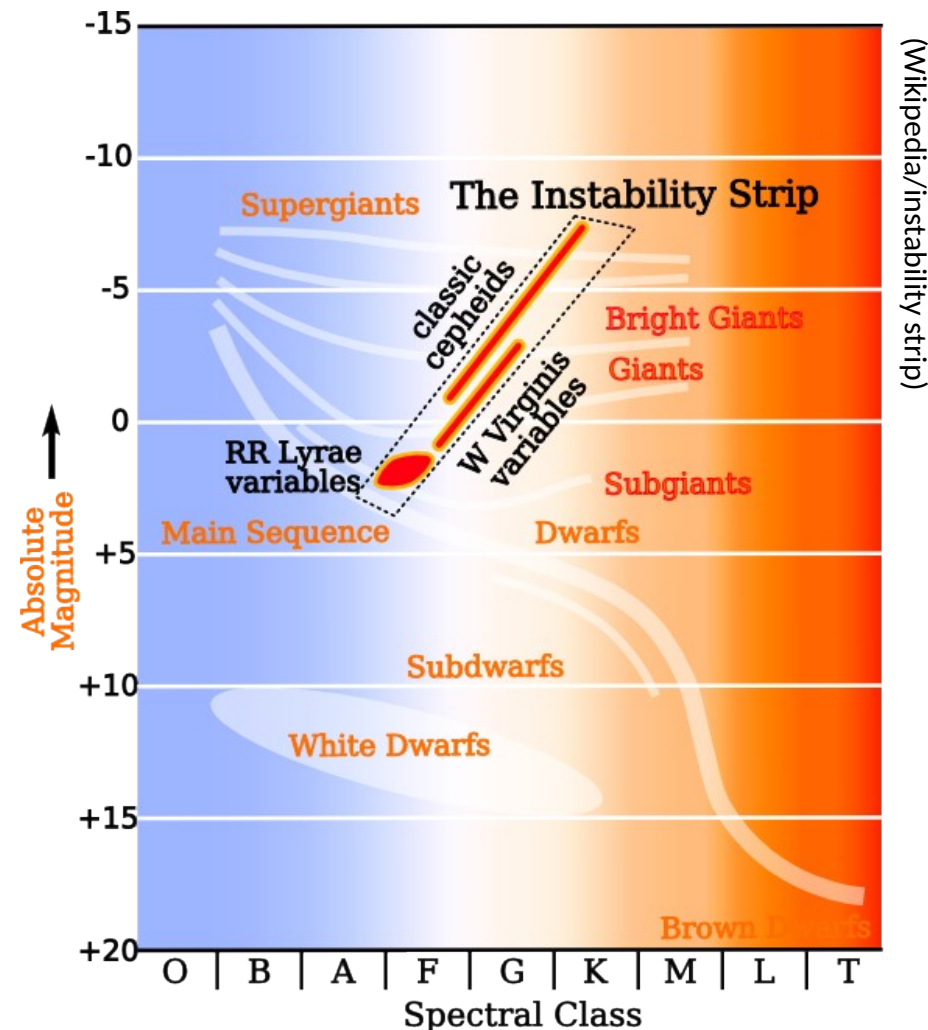 -15
(Wikipedia/instability strip)
-10
Supergiants
The Instability Strip
classic
cepheids
-5
Bright Giants
Giants
W Virginis
variables
0
RR Lyrae
variables
Subgiants
Absolute
Magnitude
Main Sequence
Dwarfs
+5
Subdwarfs
+10
White Dwarfs
+15
Brown Dwarfs
+20
O B A F G K M L T
Spectral Class